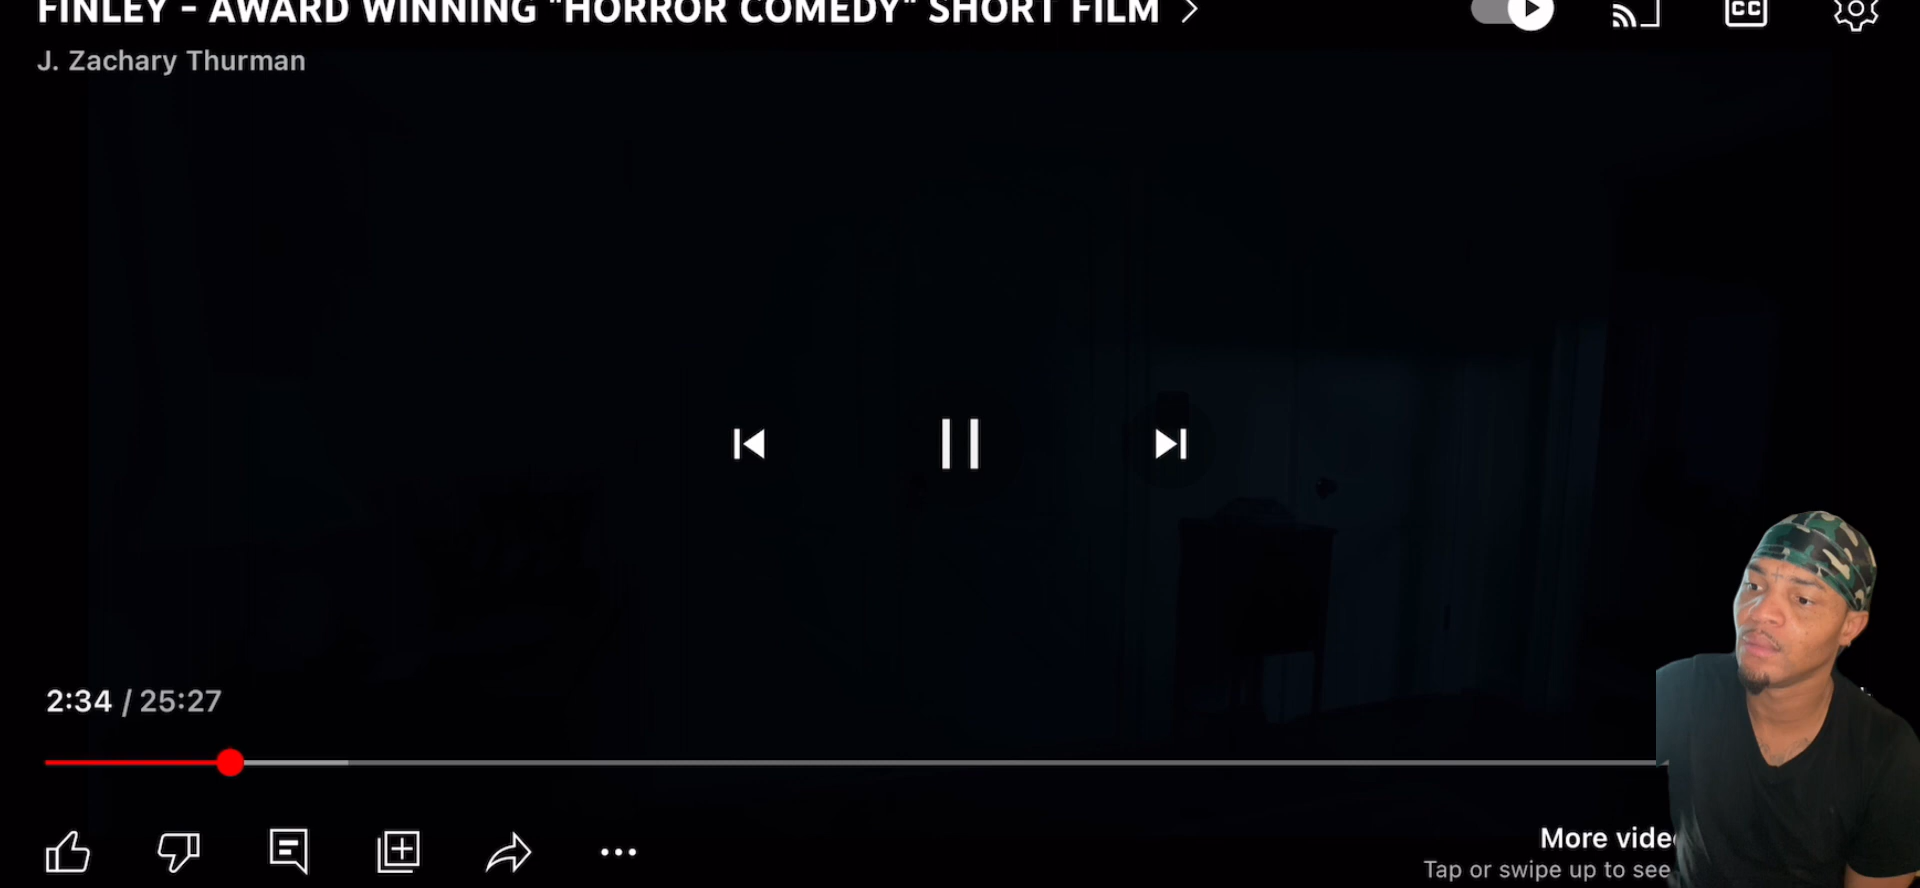 FINLEY - AWARD WINNING "HORROR COMEDY" SHORT FILM
CC
J. Zachary Thurman
2:34 / 25:27
More vide
Tap or swipe up to see